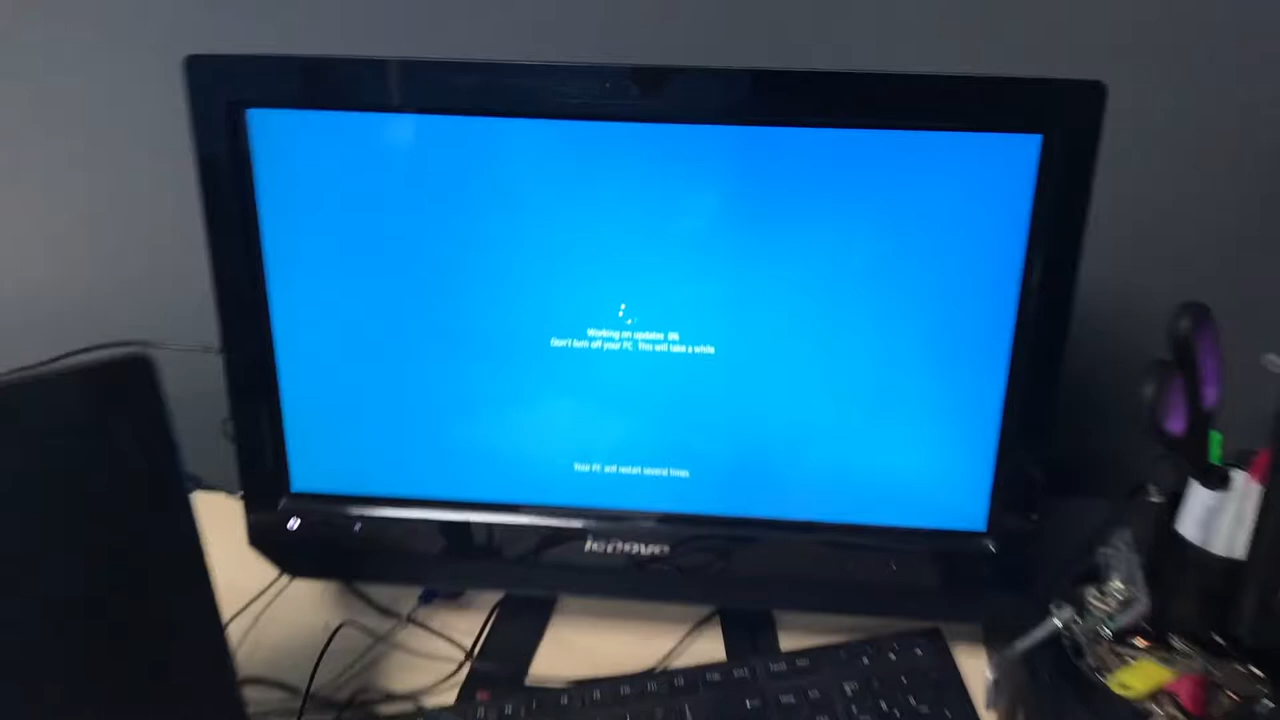 Working on updates 8%
Don't turn off your PC. This will take a while
Your PC will restart several times
lenovo